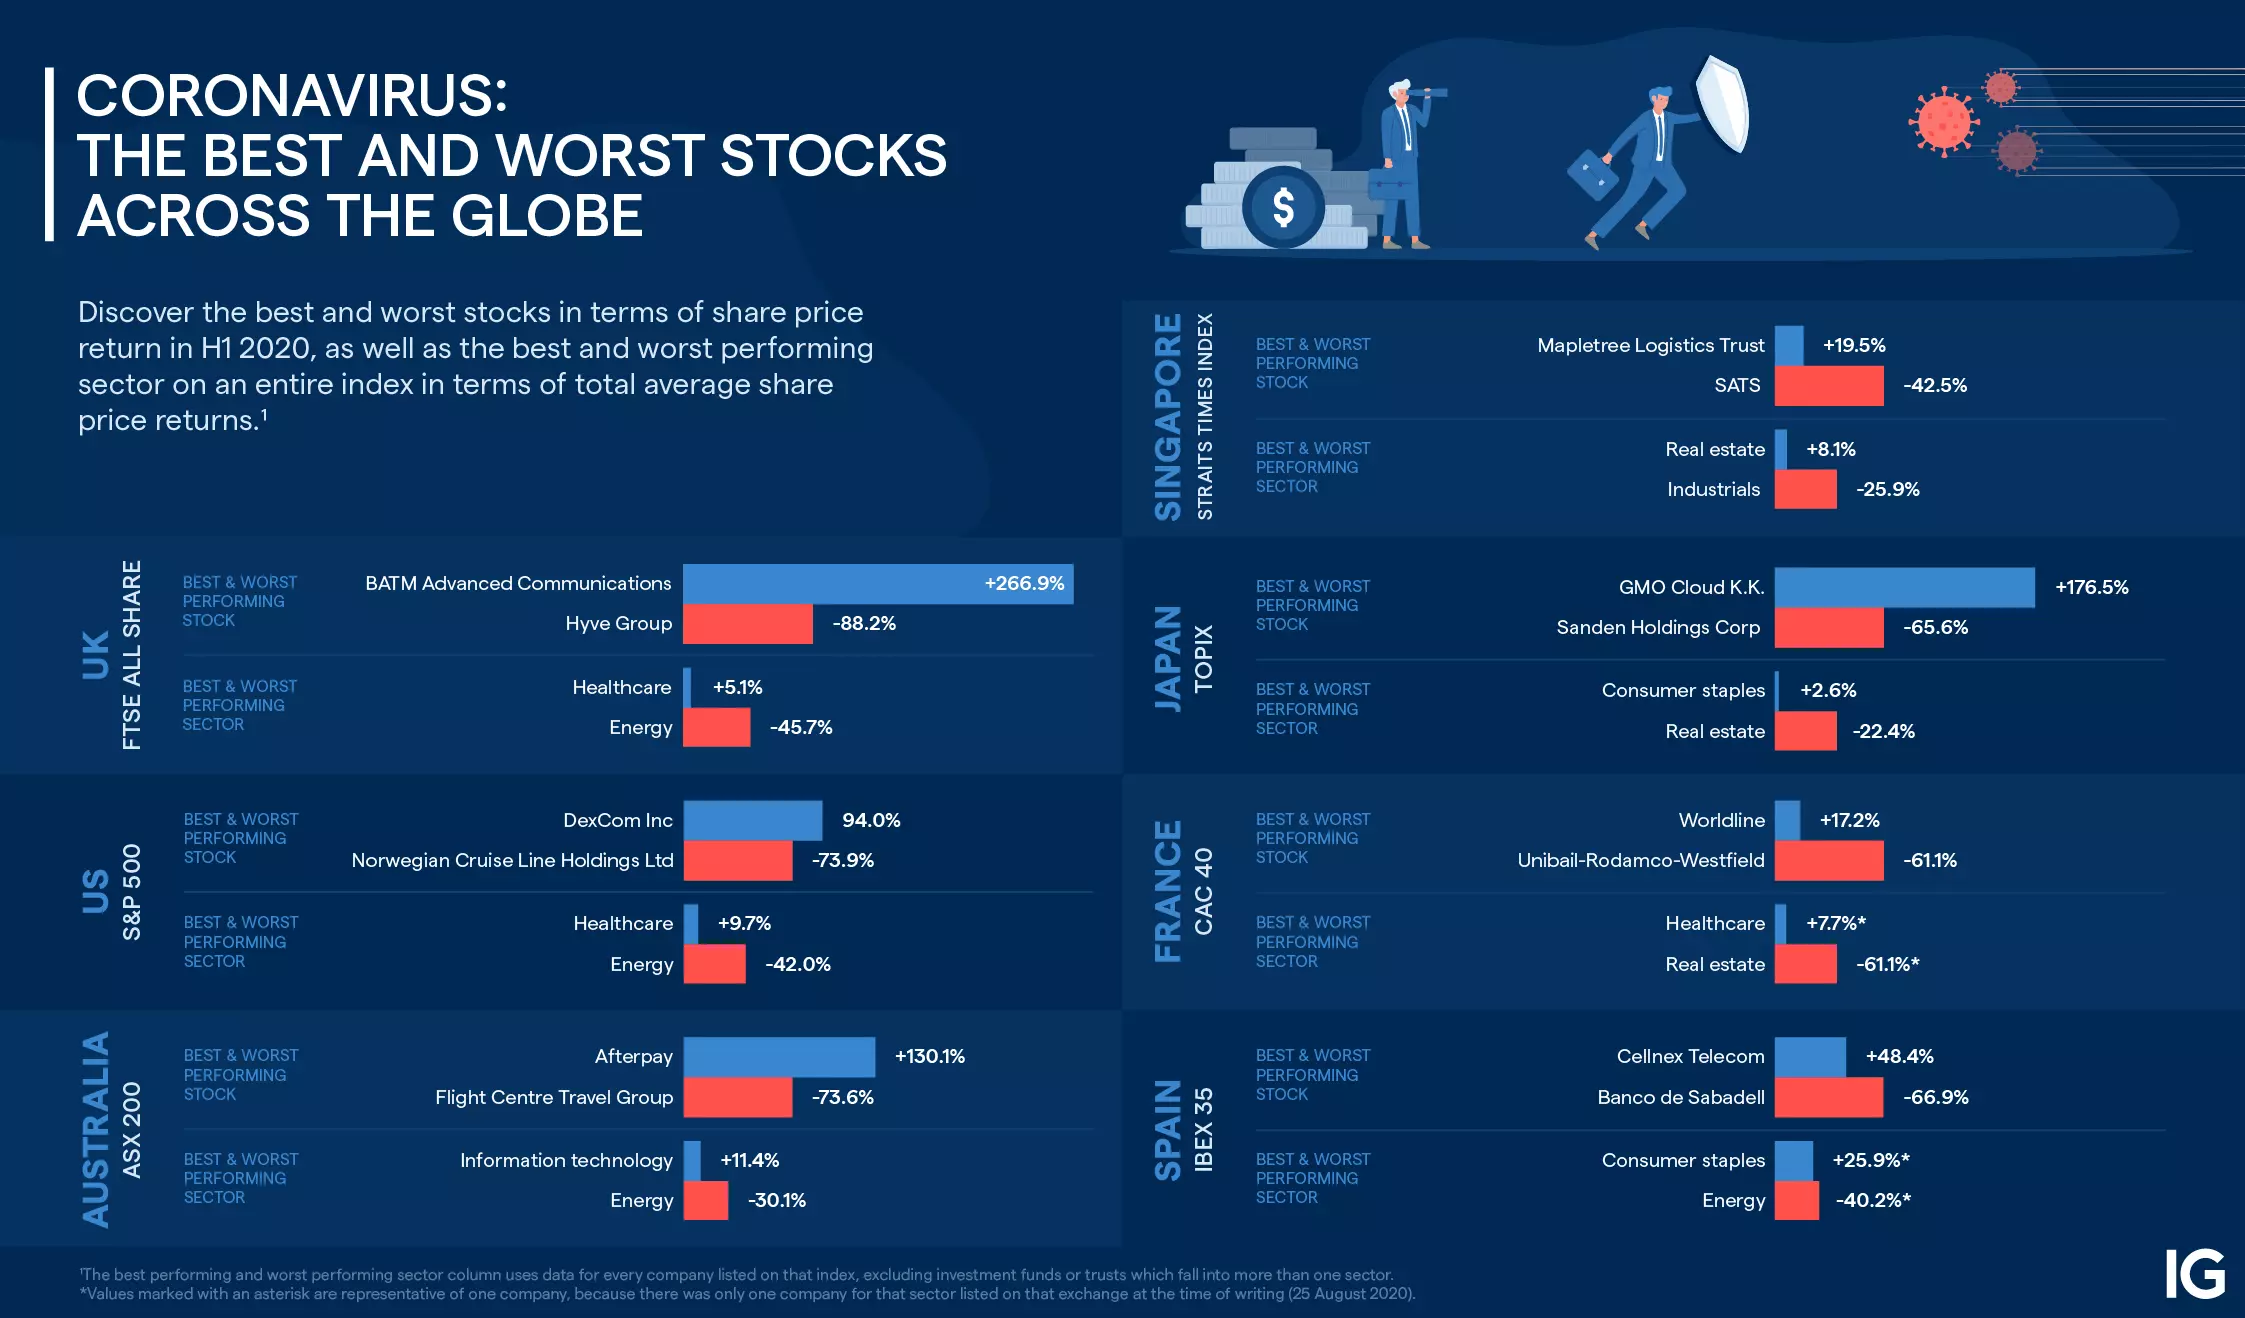 CORONAVIRUS:
THE BEST AND WORST STOCKS
ACROSS THE GLOBE
Discover the best and worst stocks in terms of share price
return in H1 2020, as well as the best and worst performing
sector on an entire index in terms of total average share
price returns.¹
$
UK
FTSE ALL SHARE
BEST & WORST
PERFORMING
STOCK
BATM Advanced Communications +266.9%
Hyve Group -88.2%
BEST & WORST
PERFORMING
SECTOR
Healthcare +5.1%
Energy -45.7%
US
S&P 500
BEST & WORST
PERFORMING
STOCK
DexCom Inc 94.0%
Norwegian Cruise Line Holdings Ltd -73.9%
BEST & WORST
PERFORMING
SECTOR
Healthcare +9.7%
Energy -42.0%
AUSTRALIA
ASX 200
BEST & WORST
PERFORMING
STOCK
Afterpay +130.1%
Flight Centre Travel Group -73.6%
BEST & WORST
PERFORMING
SECTOR
Information technology +11.4%
Energy -30.1%
SINGAPORE
STRAITS TIMES INDEX
BEST & WORST
PERFORMING
STOCK
Mapletree Logistics Trust +19.5%
SATS -42.5%
BEST & WORST
PERFORMING
SECTOR
Real estate +8.1%
Industrials -25.9%
JAPAN
TOPIX
BEST & WORST
PERFORMING
STOCK
GMO Cloud K.K. +176.5%
Sanden Holdings Corp -65.6%
BEST & WORST
PERFORMING
SECTOR
Consumer staples +2.6%
Real estate -22.4%
FRANCE
CAC 40
BEST & WORST
PERFORMING
STOCK
Worldline +17.2%
Unibail-Rodamco-Westfield -61.1%
BEST & WORST
PERFORMING
SECTOR
Healthcare +7.7%*
Real estate -61.1%*
SPAIN
IBEX 35
BEST & WORST
PERFORMING
STOCK
Cellnex Telecom +48.4%
Banco de Sabadell -66.9%
BEST & WORST
PERFORMING
SECTOR
Consumer staples +25.9%*
Energy -40.2%*
¹The best performing and worst performing sector column uses data for every company listed on that index, excluding investment funds or trusts which fall into more than one sector.
*Values marked with an asterisk are representative of one company, because there was only one company for that sector listed on that exchange at the time of writing (25 August 2020).
IG